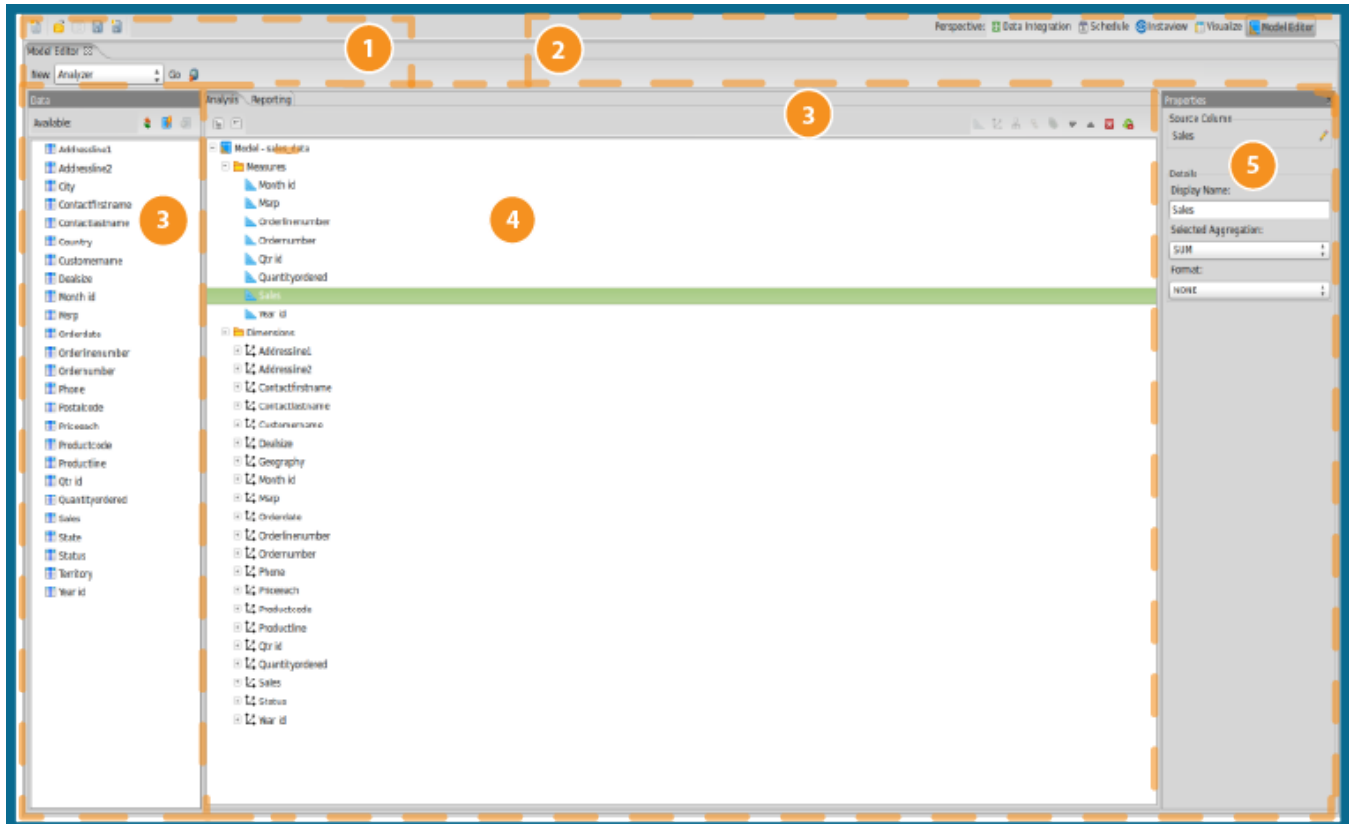 Perspective: Data Integration Schedule Instaview Visualize Model Editor
1
2
Model Editor
New Analyzer Go
Data
Analysis Reporting
3
Properties
Available:
Source Column
Sales
5
Addressline1
Addressline2
City
Contactfirstname
Contactlastname
Country
Customername
Dealsize
Month id
Msrp
Orderdate
Orderlinenumber
Ordernumber
Phone
Postalcode
Priceeach
Productcode
Productline
Qtr id
Quantityordered
Sales
State
Status
Territory
Year id
3
Model - sales_data
Measures
Month id
Msrp
Orderlinenumber
Ordernumber
Qtr id
Quantityordered
Sales
Year id
4
Dimensions
Addressline1
Addressline2
Contactfirstname
Contactlastname
Customername
Dealsize
Geography
Month id
Msrp
Orderdate
Orderlinenumber
Ordernumber
Phone
Priceeach
Productcode
Productline
Qtr id
Quantityordered
Sales
Status
Year id
Details
Display Name:
Sales
Selected Aggregation:
SUM
Format:
NONE